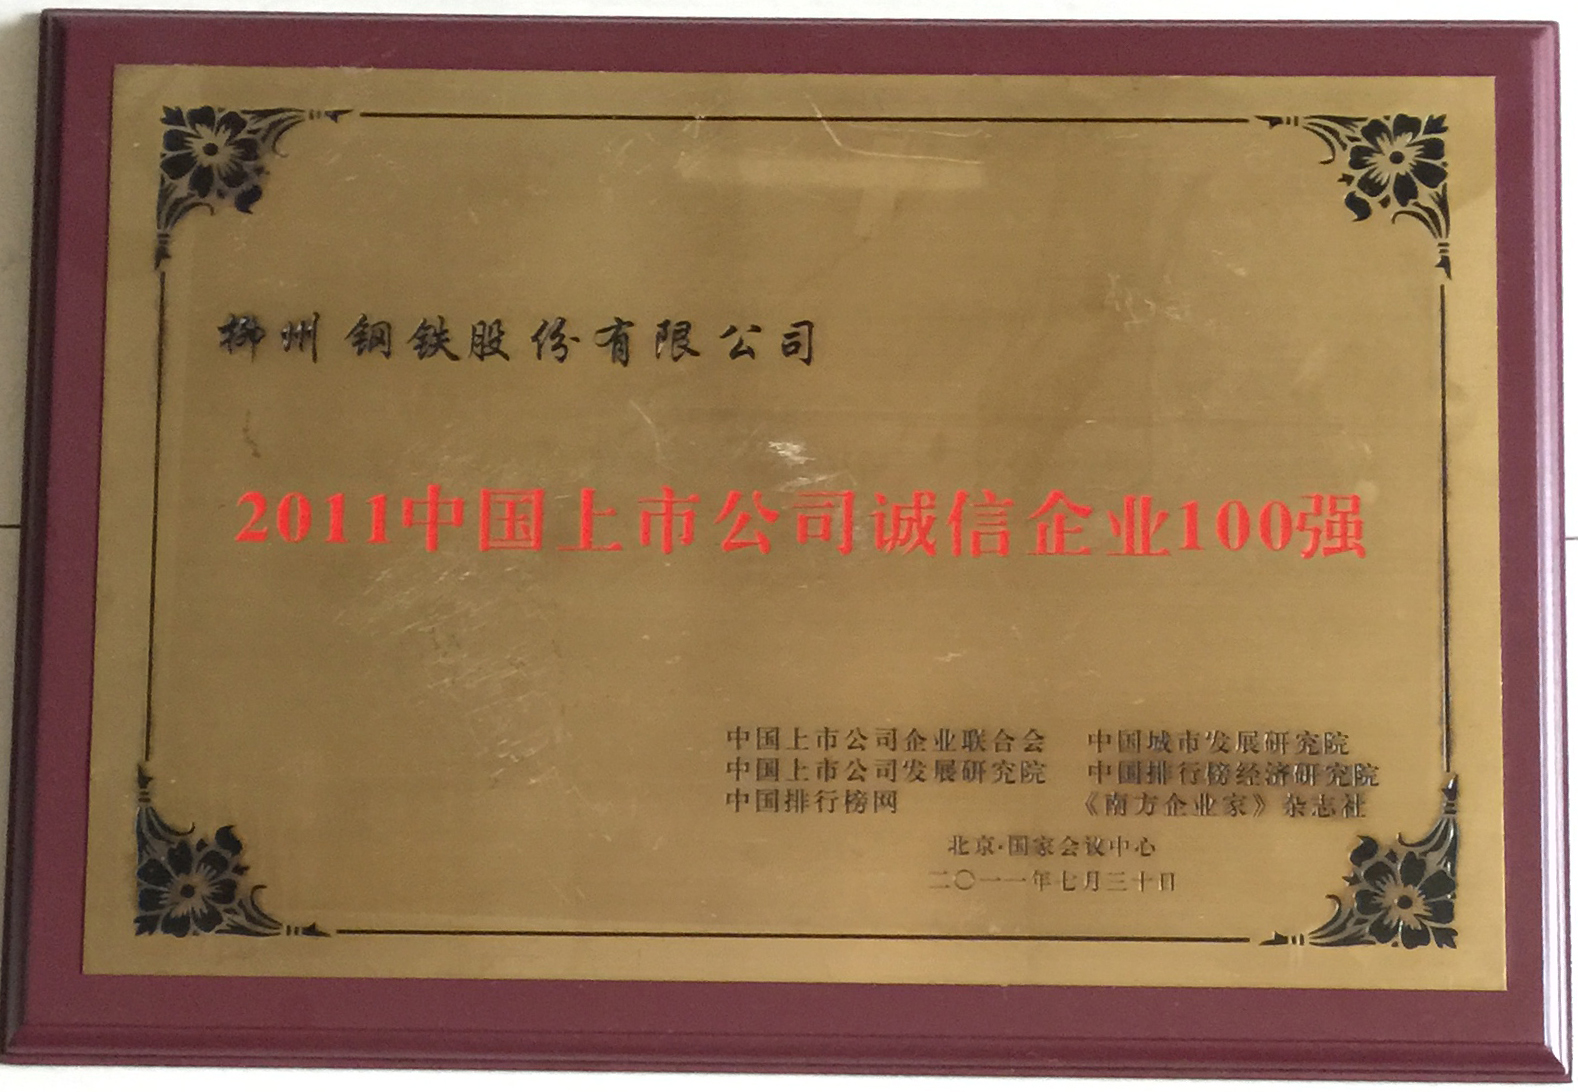 柳州钢铁股份有限公司
2011中国上市公司诚信企业100强
中国上市公司企业联合会 中国城市发展研究院
中国上市公司发展研究院 中国排行榜经济研究院
中国排行榜网 《南方企业家》杂志社
北京·国家会议中心
二〇一一年七月三十日